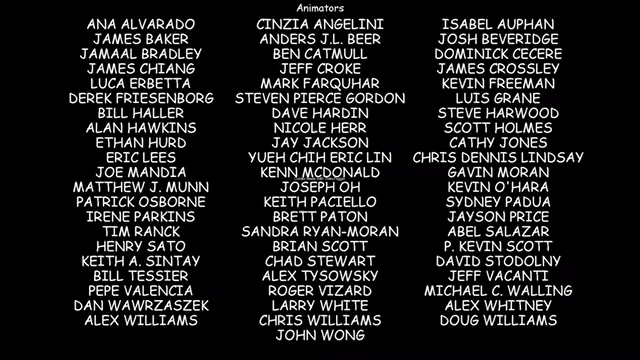 Animators
ANA ALVARADO CINZIA ANGELINI ISABEL AUPHAN
JAMES BAKER ANDERS J.L. BEER JOSH BEVERIDGE
JAMAAL BRADLEY BEN CATMULL DOMINICK CECERE
JAMES CHIANG JEFF CROKE JAMES CROSSLEY
LUCA ERBETTA MARK FARQUHAR KEVIN FREEMAN
DEREK FRIESENBORG STEVEN PIERCE GORDON LUIS GRANE
BILL HALLER DAVE HARDIN STEVE HARWOOD
ALAN HAWKINS NICOLE HERR SCOTT HOLMES
ETHAN HURD JAY JACKSON CATHY JONES
ERIC LEES YUEH CHIH ERIC LIN CHRIS DENNIS LINDSAY
JOE MANDIA KENN MCDONALD GAVIN MORAN
MATTHEW J. MUNN JOSEPH OH KEVIN O'HARA
PATRICK OSBORNE KEITH PACIELLO SYDNEY PADUA
IRENE PARKINS BRETT PATON JAYSON PRICE
TIM RANCK SANDRA RYAN-MORAN ABEL SALAZAR
HENRY SATO BRIAN SCOTT P. KEVIN SCOTT
KEITH A. SINTAY CHAD STEWART DAVID STODOLNY
BILL TESSIER ALEX TYSOWSKY JEFF VACANTI
PEPE VALENCIA ROGER VIZARD MICHAEL C. WALLING
DAN WAWRZASZEK LARRY WHITE ALEX WHITNEY
ALEX WILLIAMS CHRIS WILLIAMS DOUG WILLIAMS
JOHN WONG